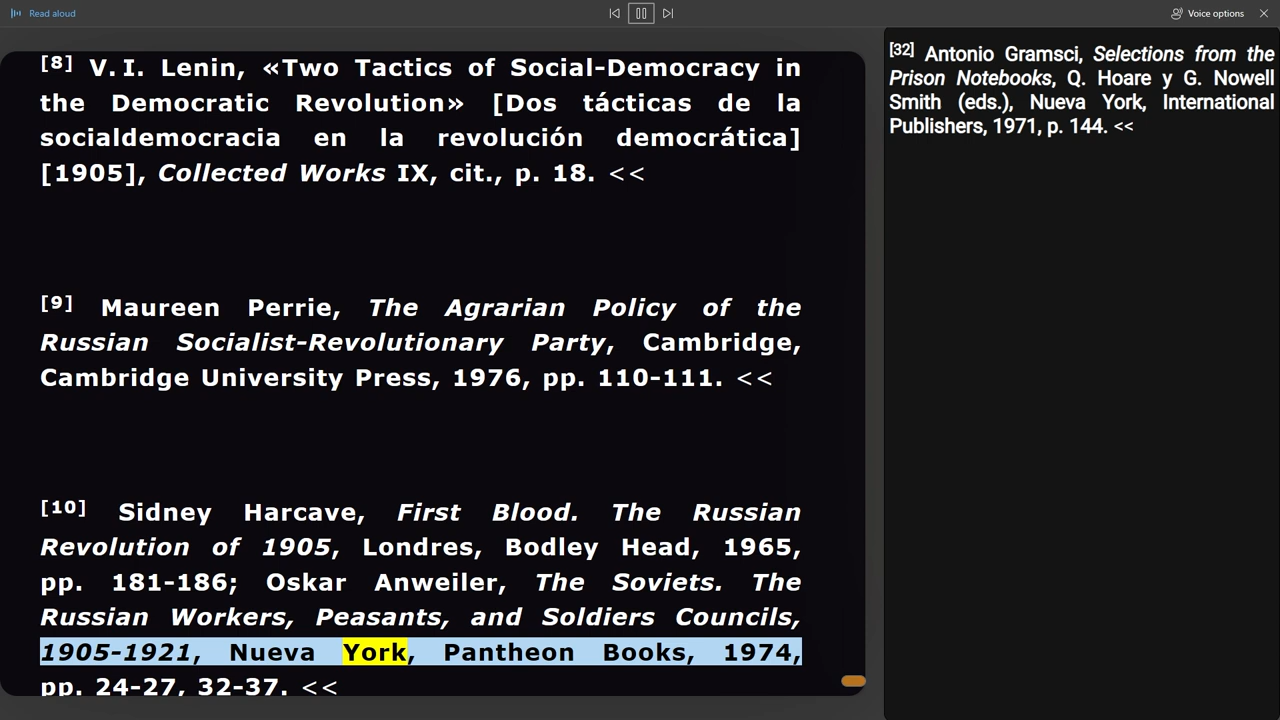 Read aloud
Voice options
[8] V. I. Lenin, «Two Tactics of Social-Democracy in
the Democratic Revolution» [Dos tácticas de la
socialdemocracia en la revolución democrática]
[1905], Collected Works IX, cit., p. 18. <<
[9] Maureen Perrie, The Agrarian Policy of the
Russian Socialist-Revolutionary Party, Cambridge,
Cambridge University Press, 1976, pp. 110-111. <<
[10] Sidney Harcave, First Blood. The Russian
Revolution of 1905, Londres, Bodley Head, 1965,
pp. 181-186; Oskar Anweiler, The Soviets. The
Russian Workers, Peasants, and Soldiers Councils,
1905-1921, Nueva York, Pantheon Books, 1974,
pp. 24-27, 32-37. <<
[32] Antonio Gramsci, Selections from the
Prison Notebooks, Q. Hoare y G. Nowell
Smith (eds.), Nueva York, International
Publishers, 1971, p. 144. <<